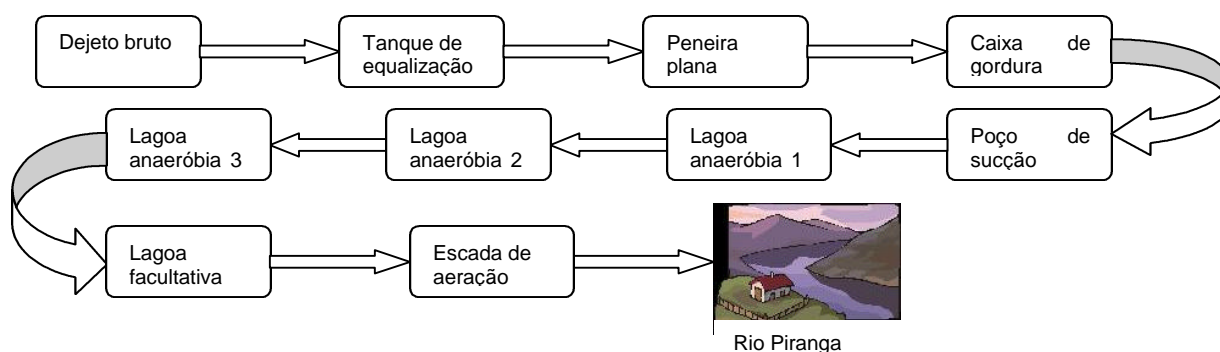 Dejeto bruto
Tanque de
equalização
Peneira
plana
Caixa de
gordura
Poço de
sucção
Lagoa
anaeróbia 1
Lagoa
anaeróbia 2
Lagoa
anaeróbia 3
Lagoa
facultativa
Escada de
aeração
Rio Piranga